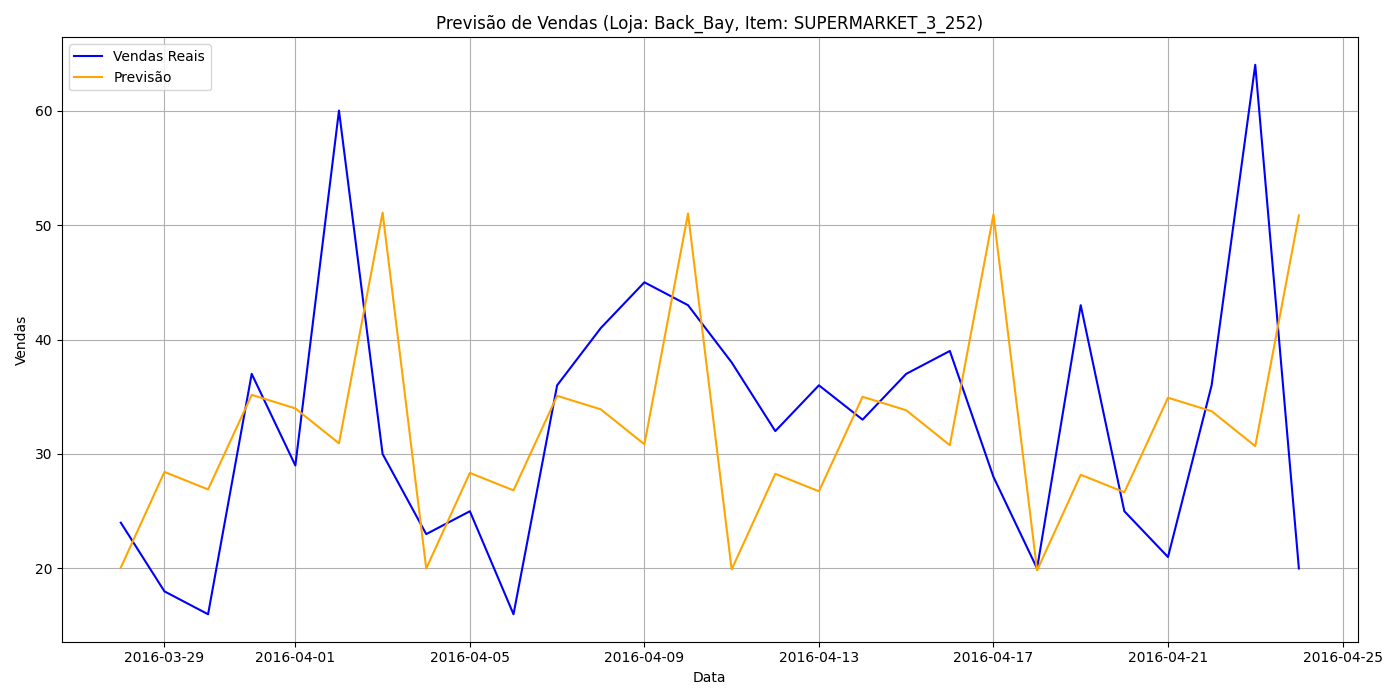 Previsão de Vendas (Loja: Back_Bay, Item: SUPERMARKET_3_252)
Vendas Reais
Previsão
60
50
40
30
20
Vendas
2016-03-29 2016-04-01 2016-04-05 2016-04-09 2016-04-13 2016-04-17 2016-04-21 2016-04-25
Data